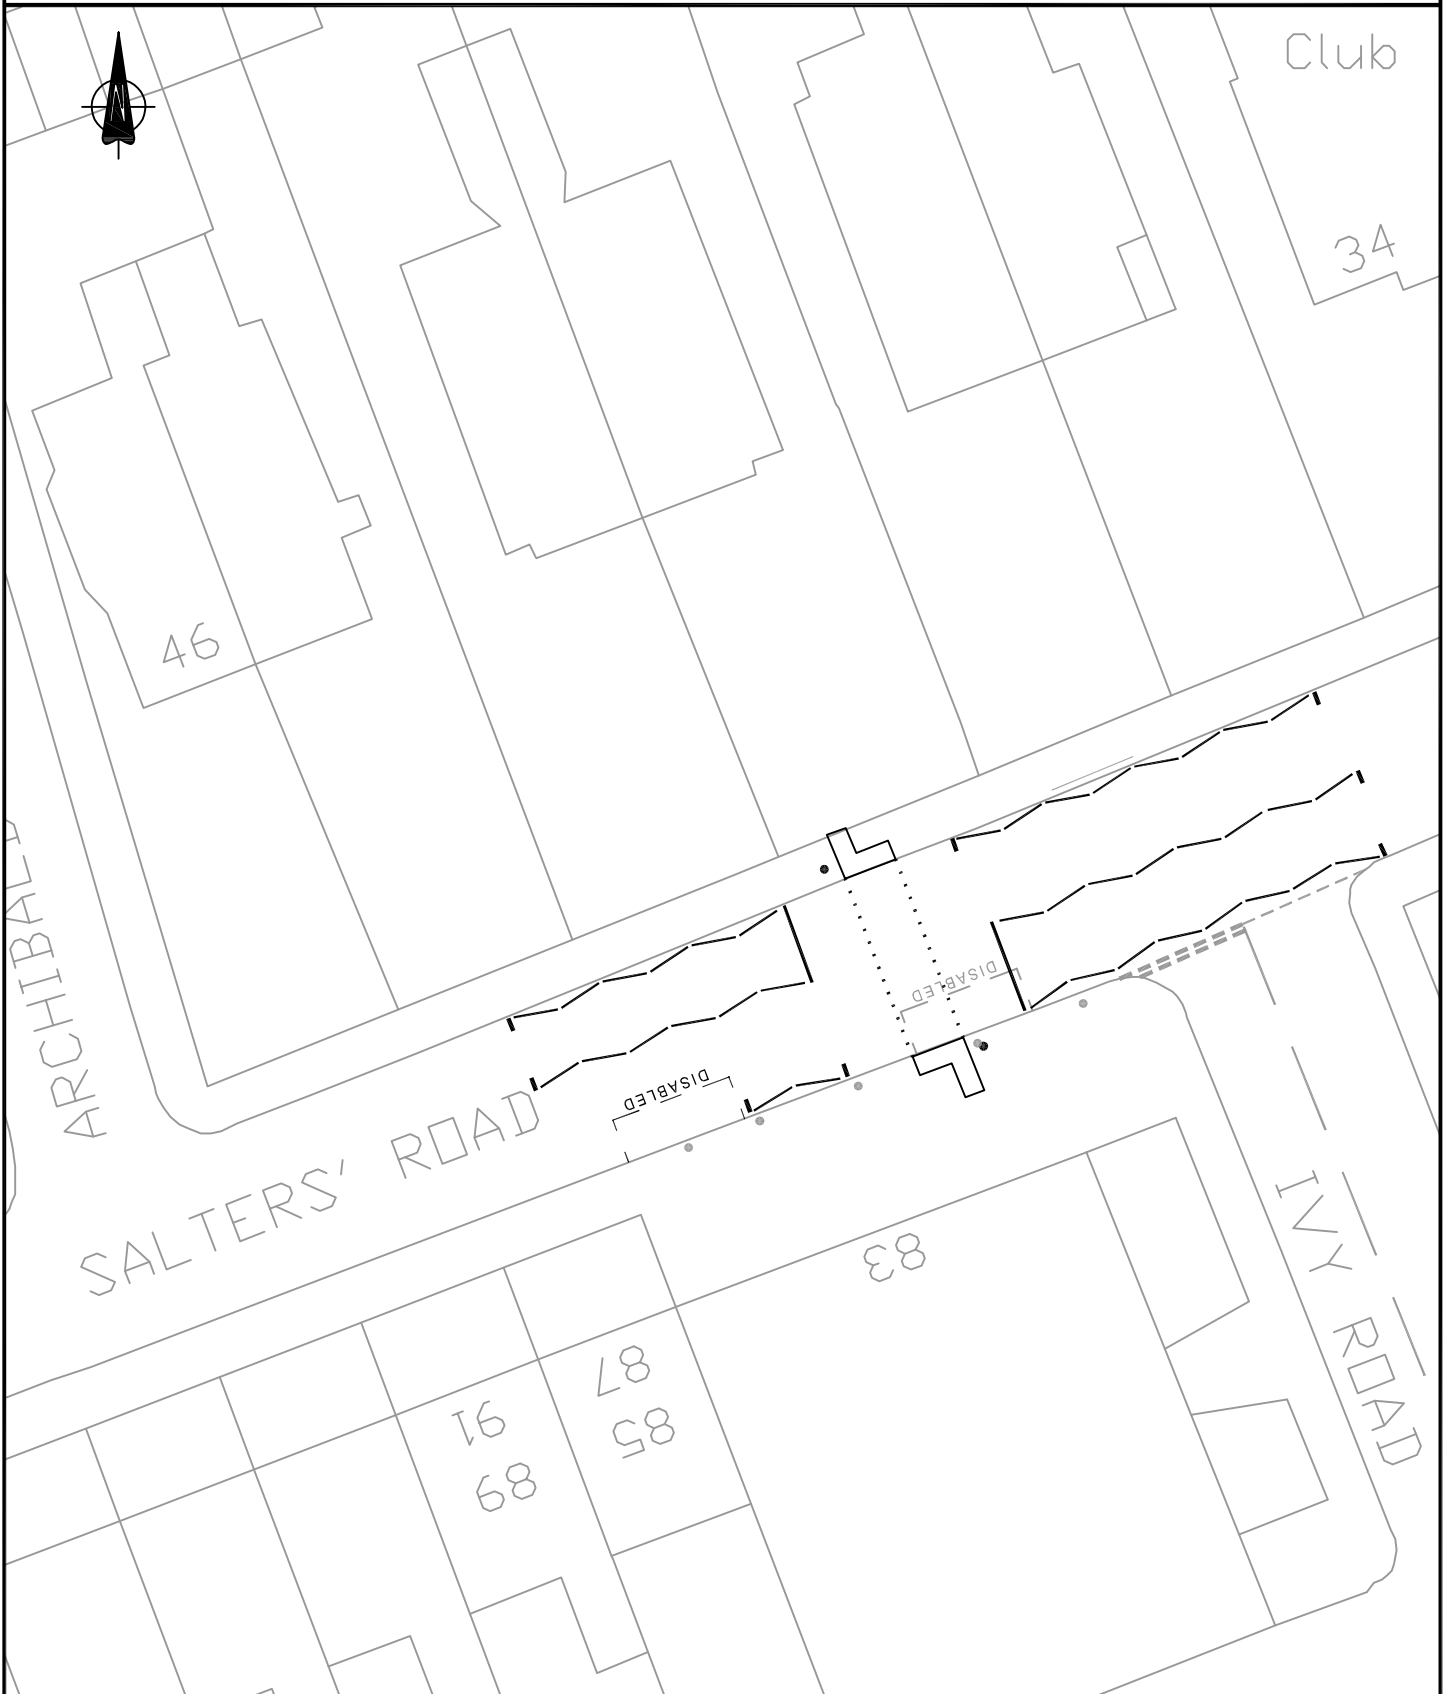 Club
34
46
ARCHIBALD
DISABLED
DISABLED
SALTERS' ROAD
83
IVY ROAD
87
85
91
89